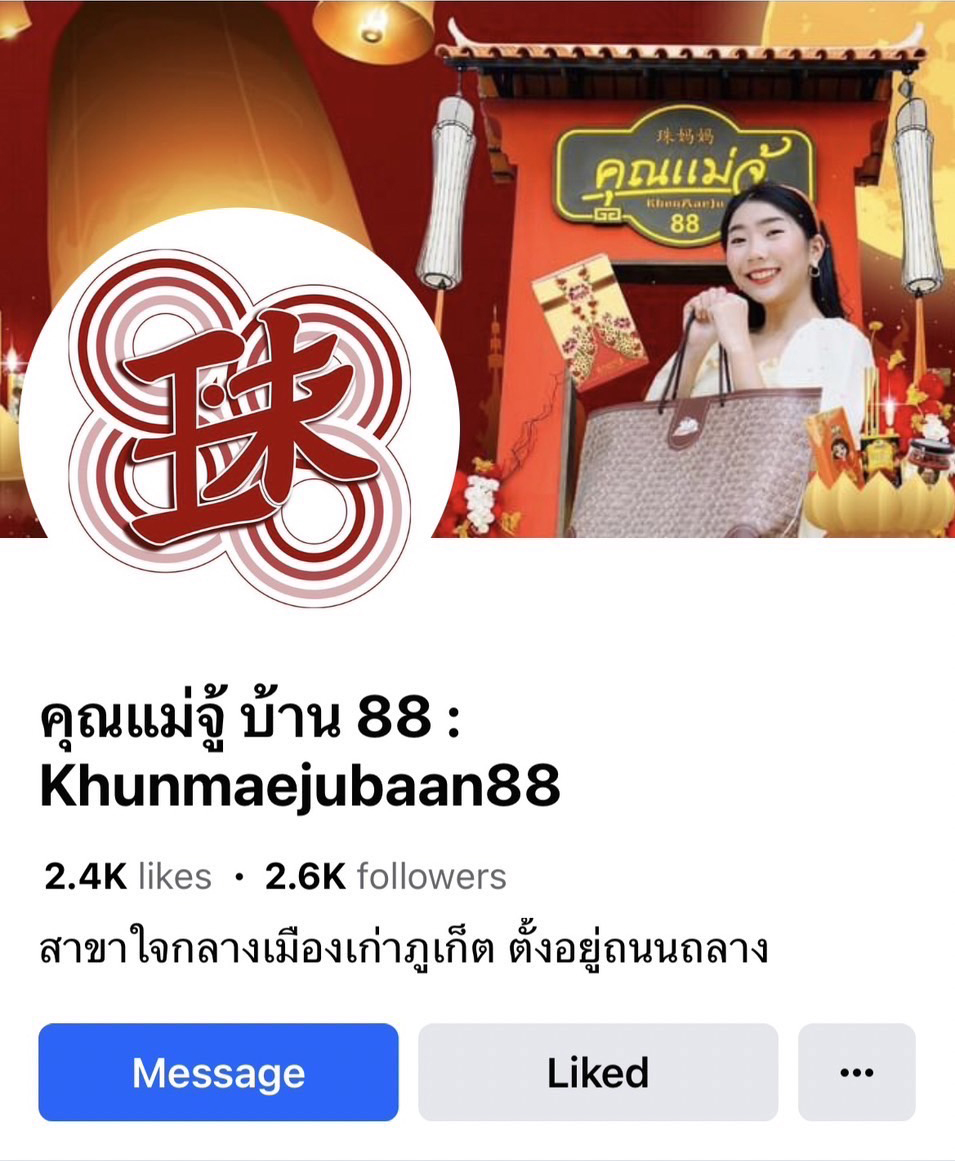 珠妈妈
คุณแม่จู้
KhunMaeJu
88
珠
คุณแม่จู้ บ้าน 88 :
Khunmaejubaan88
2.4K likes · 2.6K followers
สาขาใจกลางเมืองเก่าภูเก็ต ตั้งอยู่ถนนถลาง
Message
Liked